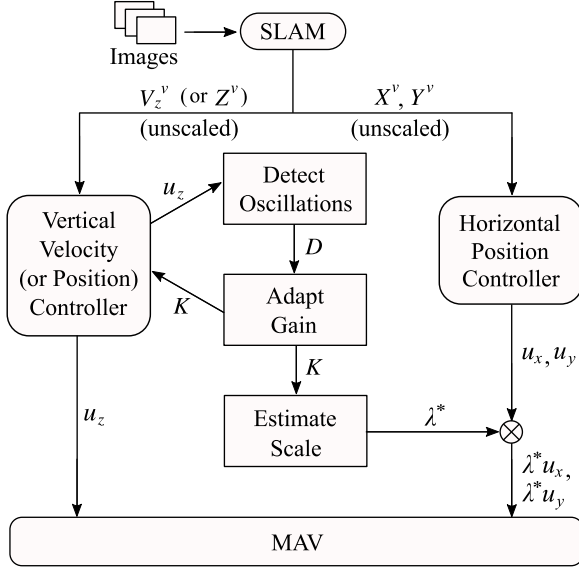 SLAM
Images
V_z^v (or Z^v)
(unscaled)
X^v, Y^v
(unscaled)
u_z
Detect
Oscillations
Vertical
Velocity
(or Position)
Controller
Horizontal
Position
Controller
D
K
Adapt
Gain
K
u_x, u_y
u_z
Estimate
Scale
λ*
λ*u_x,
λ*u_y
MAV